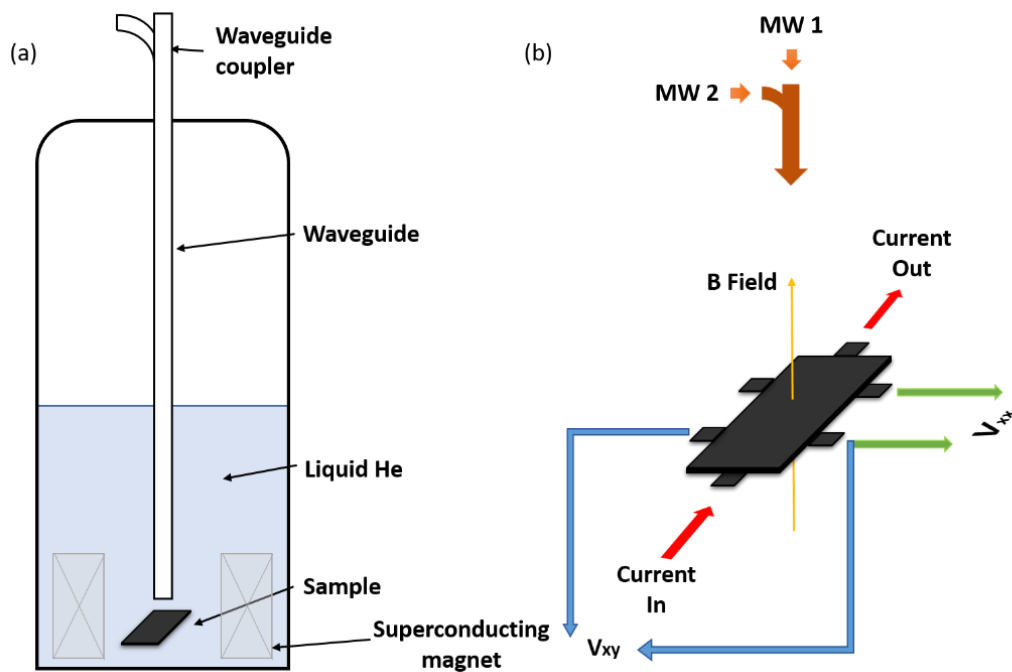 (a)
Waveguide
coupler
Waveguide
Liquid He
Sample
Superconducting
magnet
(b)
MW 1
MW 2
Current
Out
B Field
Vxx
Current
In
Vxy